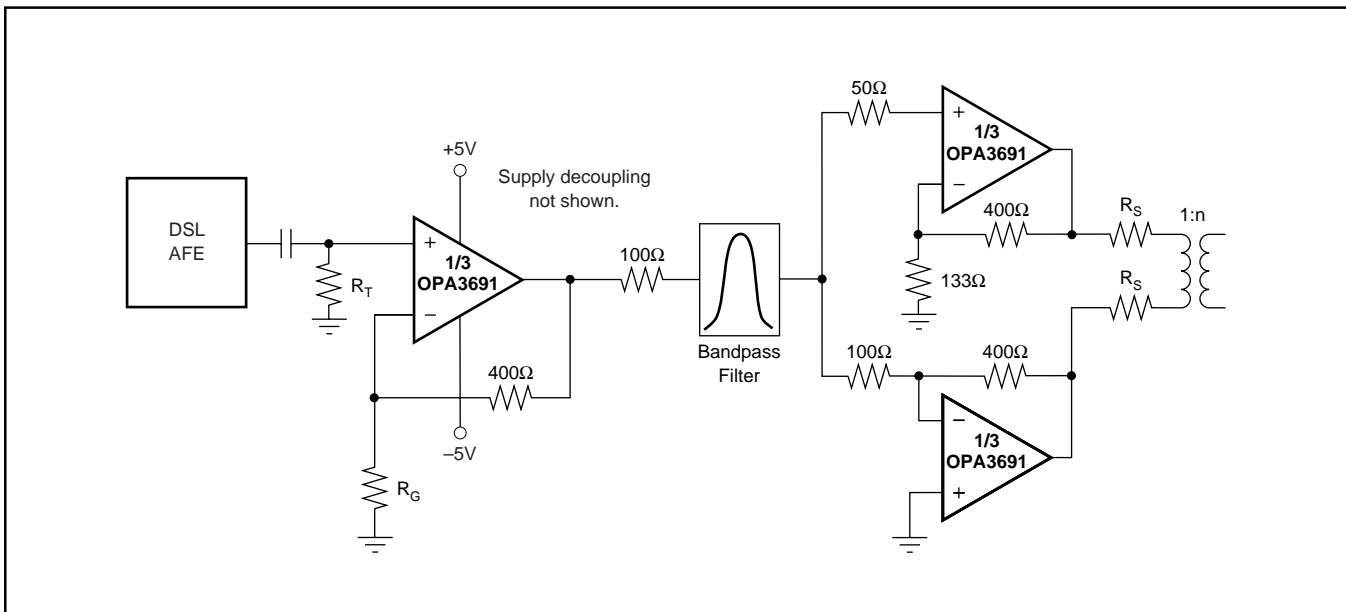 DSL
AFE
R_T
+5V
Supply decoupling
not shown.
+
1/3
OPA3691
–
400Ω
–5V
R_G
100Ω
Bandpass
Filter
50Ω
+
1/3
OPA3691
–
400Ω
133Ω
R_S
1:n
R_S
100Ω
400Ω
–
1/3
OPA3691
+